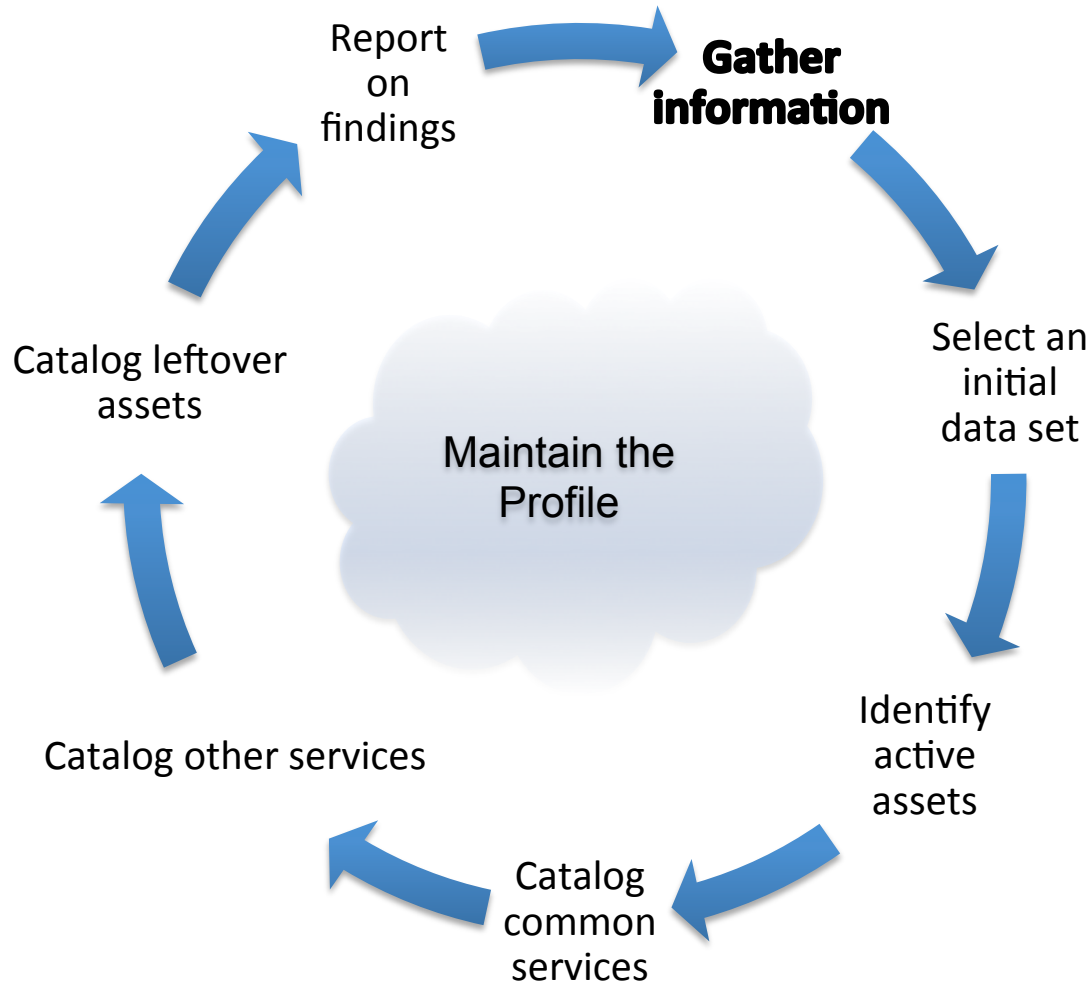 Gather
information
Select an
initial
data set
Identify
active
assets
Catalog
common
services
Catalog other services
Catalog leftover
assets
Report
on
findings
Maintain the
Profile